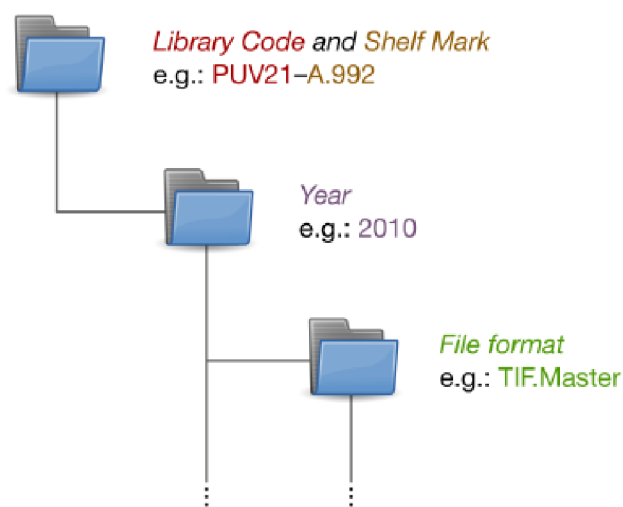 Library Code and Shelf Mark
e.g.: PUV21–A.992
Year
e.g.: 2010
File format
e.g.: TIF.Master